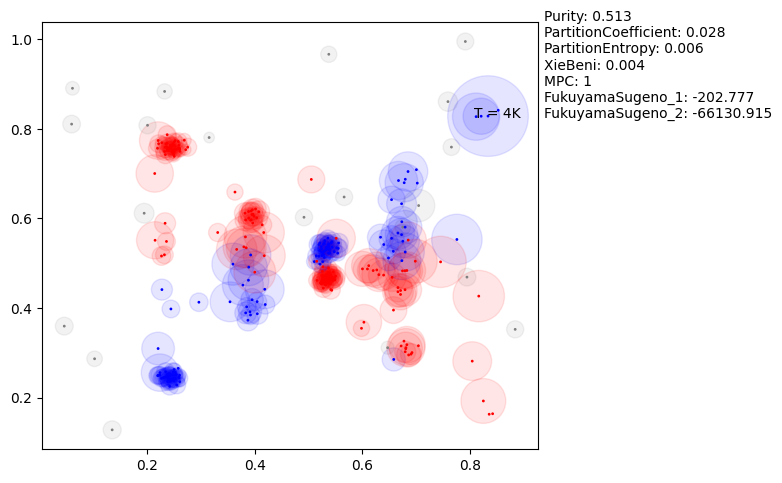 Purity: 0.513
PartitionCoefficient: 0.028
PartitionEntropy: 0.006
XieBeni: 0.004
MPC: 1
FukuyamaSugeno_1: -202.777
FukuyamaSugeno_2: -66130.915
T = 4K
1.0
0.8
0.6
0.4
0.2
0.2 0.4 0.6 0.8